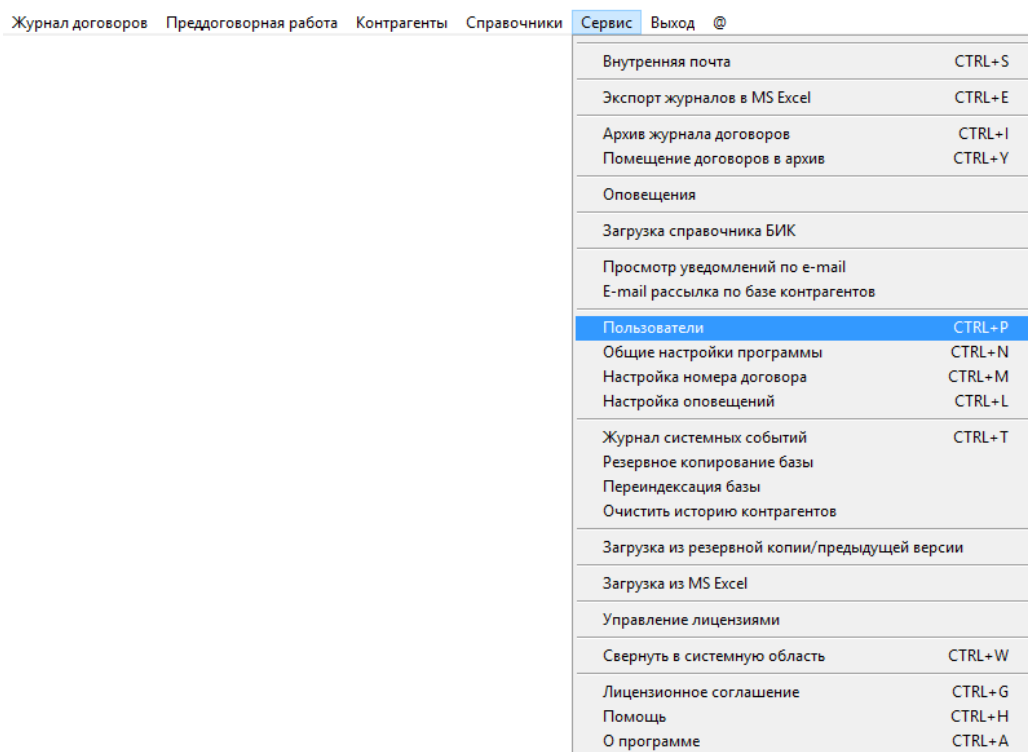 Журнал договоров Преддоговорная работа Контрагенты Справочники Сервис Выход @
Внутренняя почта CTRL+S
Экспорт журналов в MS Excel CTRL+E
Архив журнала договоров CTRL+I
Помещение договоров в архив CTRL+Y
Оповещения
Загрузка справочника БИК
Просмотр уведомлений по e-mail
E-mail рассылка по базе контрагентов
Пользователи CTRL+P
Общие настройки программы CTRL+N
Настройка номера договора CTRL+M
Настройка оповещений CTRL+L
Журнал системных событий CTRL+T
Резервное копирование базы
Переиндексация базы
Очистить историю контрагентов
Загрузка из резервной копии/предыдущей версии
Загрузка из MS Excel
Управление лицензиями
Свернуть в системную область CTRL+W
Лицензионное соглашение CTRL+G
Помощь CTRL+H
О программе CTRL+A